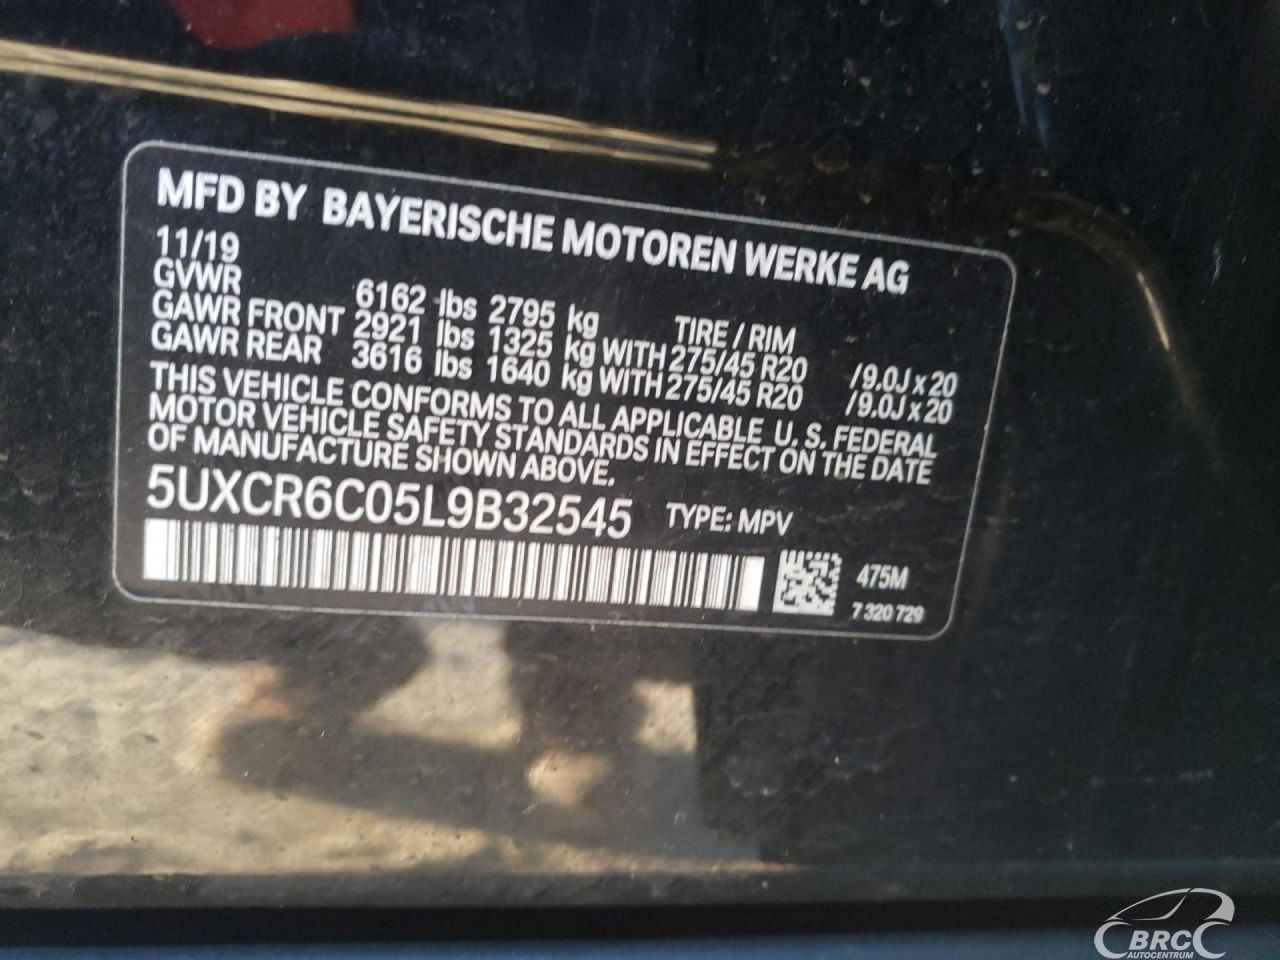 MFD BY BAYERISCHE MOTOREN WERKE AG
11/19
GVWR 6162 lbs 2795 kg TIRE / RIM
GAWR FRONT 2921 lbs 1325 kg WITH 275/45 R20 /9.0J x 20
GAWR REAR 3616 lbs 1640 kg WITH 275/45 R20 /9.0J x 20
THIS VEHICLE CONFORMS TO ALL APPLICABLE U. S. FEDERAL
MOTOR VEHICLE SAFETY STANDARDS IN EFFECT ON THE DATE
OF MANUFACTURE SHOWN ABOVE.
5UXCR6C05L9B32545 TYPE: MPV
475M
7 320 729
BRC
AUTOCENTRUM